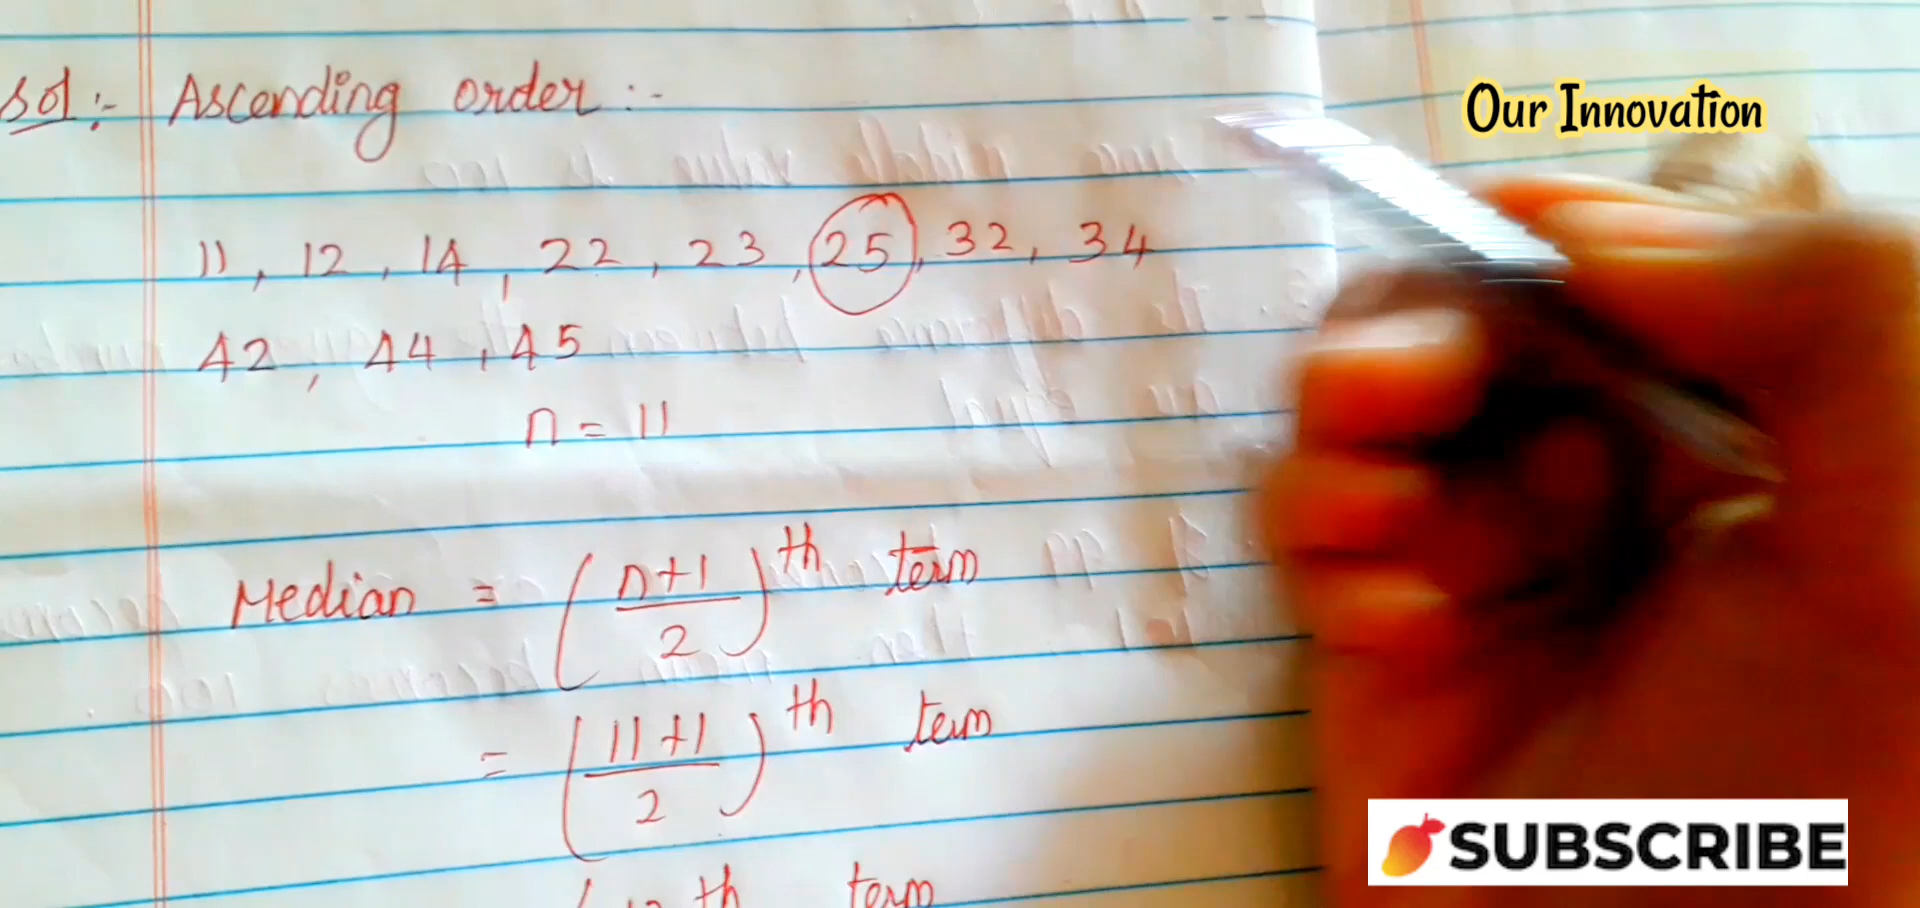 Our Innovation
Sol:- Ascending order :-
11, 12, 14, 22, 23, 25, 32, 34
42, 44, 45
n = 11
Median = (n+1/2)th term
= (11+1/2)th term
th term
SUBSCRIBE